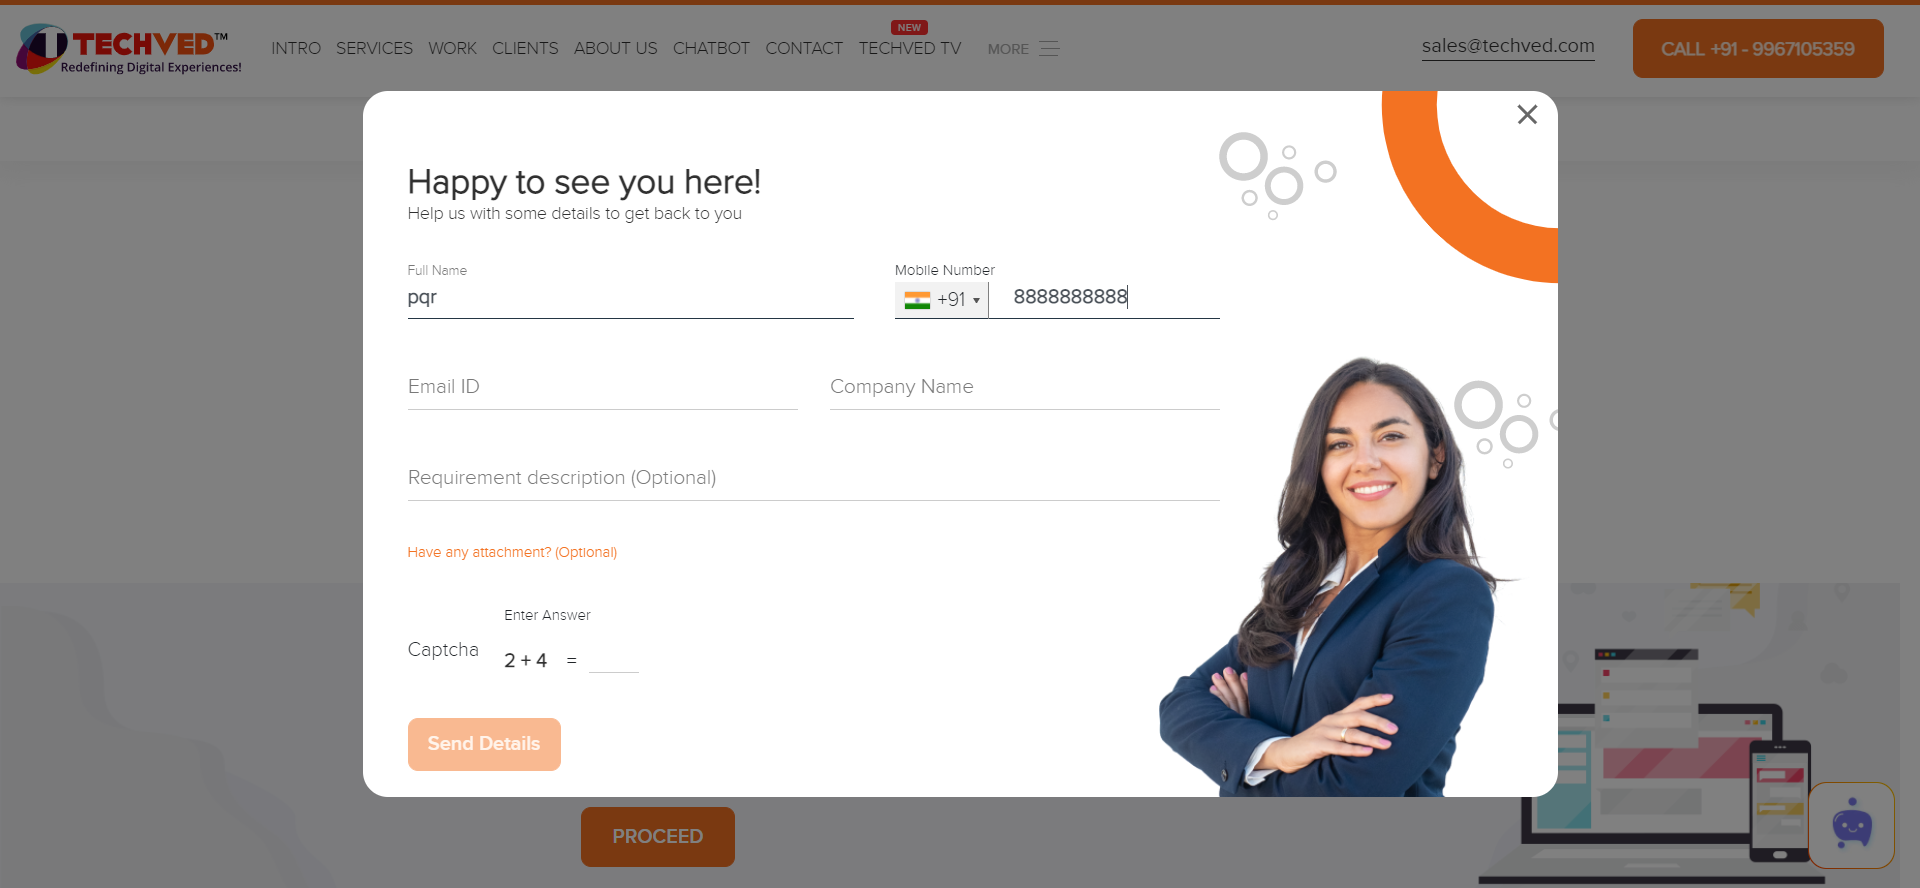 TECHVED™
Redefining Digital Experiences!
INTRO SERVICES WORK CLIENTS ABOUT US CHATBOT CONTACT TECHVED TV NEW MORE
sales@techved.com
CALL +91 - 9967105359
Happy to see you here!
Help us with some details to get back to you
Full Name
pqr
Mobile Number
+91 8888888888
Email ID
Company Name
Requirement description (Optional)
Have any attachment? (Optional)
Enter Answer
Captcha 2 + 4 =
Send Details
PROCEED